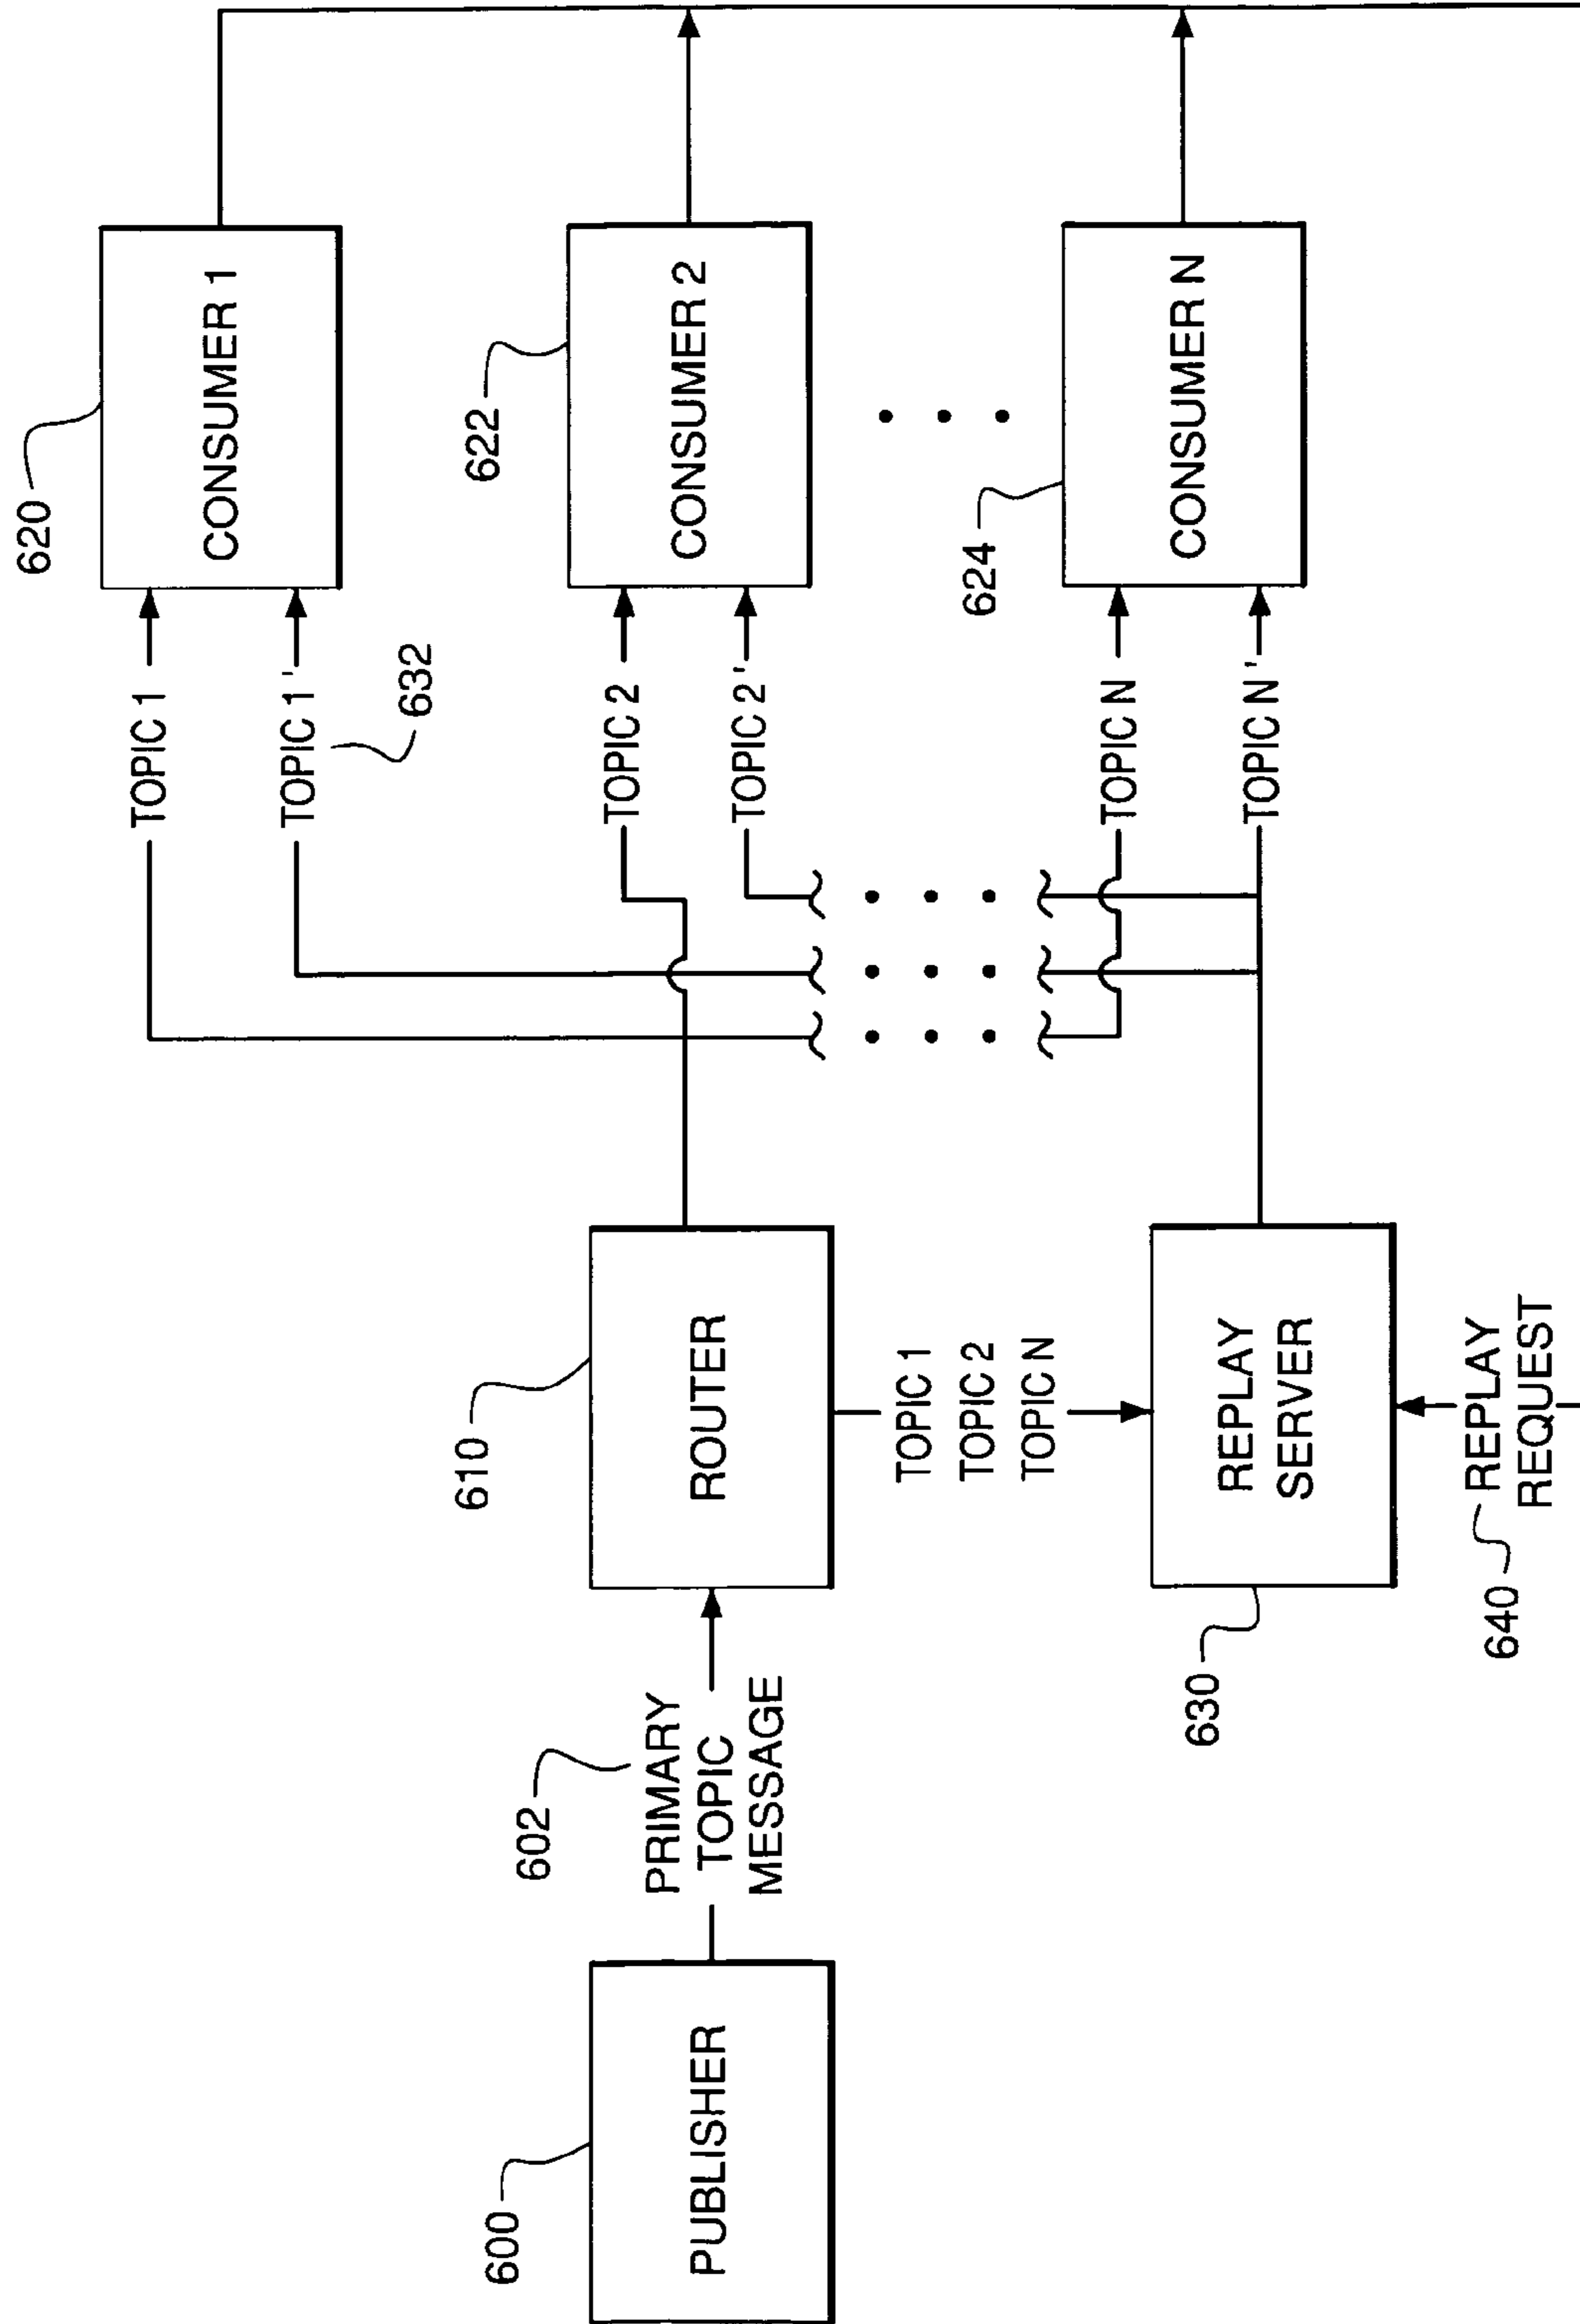 600
PUBLISHER
602
PRIMARY
TOPIC
MESSAGE
610
ROUTER
TOPIC 1
TOPIC 2
TOPIC N
630
REPLAY
SERVER
640
REPLAY
REQUEST
TOPIC 1
TOPIC 1'
632
TOPIC 2
TOPIC 2'
TOPIC N
TOPIC N'
620
CONSUMER 1
622
CONSUMER 2
624
CONSUMER N